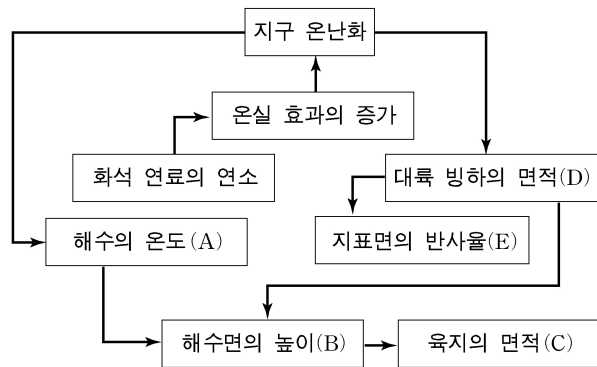 지구 온난화
온실 효과의 증가
화석 연료의 연소
대륙 빙하의 면적(D)
해수의 온도(A)
지표면의 반사율(E)
해수면의 높이(B)
육지의 면적(C)